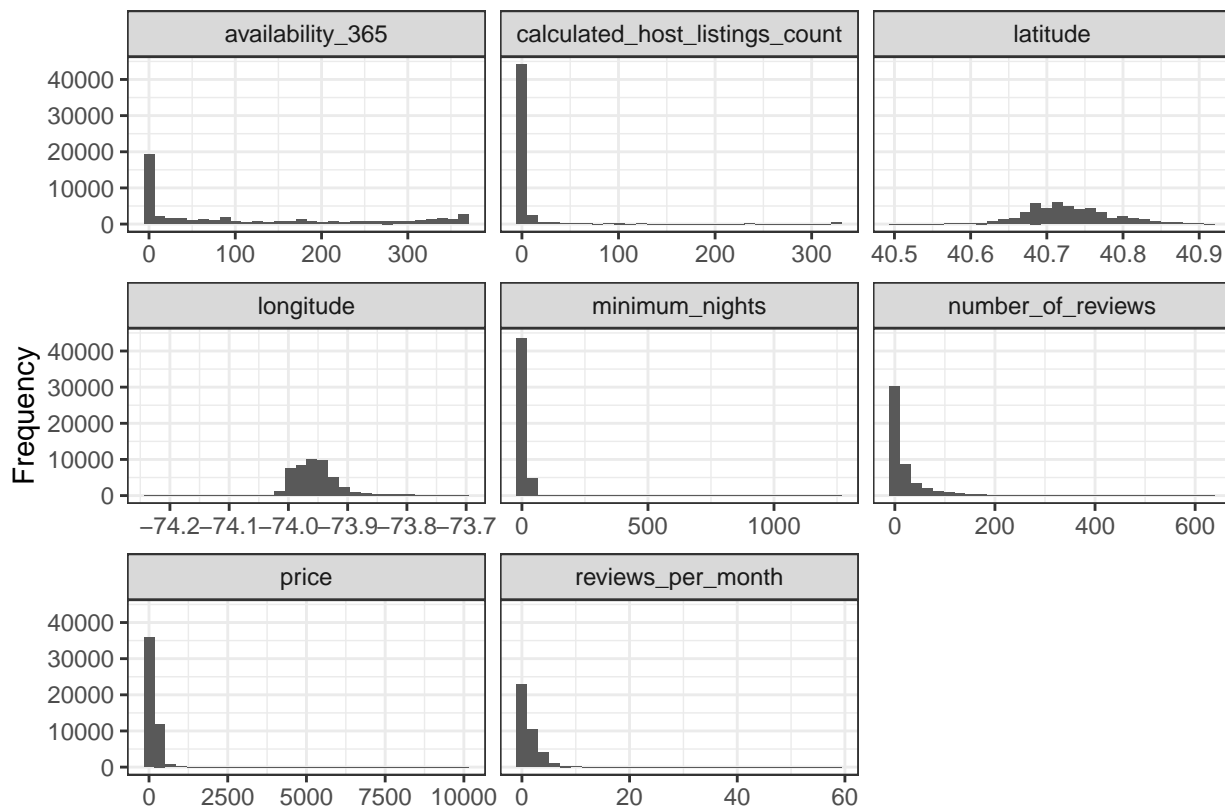 availability_365 calculated_host_listings_count latitude
40000
30000
20000
10000
0
0 100 200 300 0 100 200 300 40.5 40.6 40.7 40.8 40.9
longitude minimum_nights number_of_reviews
Frequency
40000
30000
20000
10000
0
−74.2 −74.1 −74.0 −73.9 −73.8 −73.7 0 500 1000 0 200 400 600
price reviews_per_month
40000
30000
20000
10000
0
0 2500 5000 7500 10000 0 20 40 60